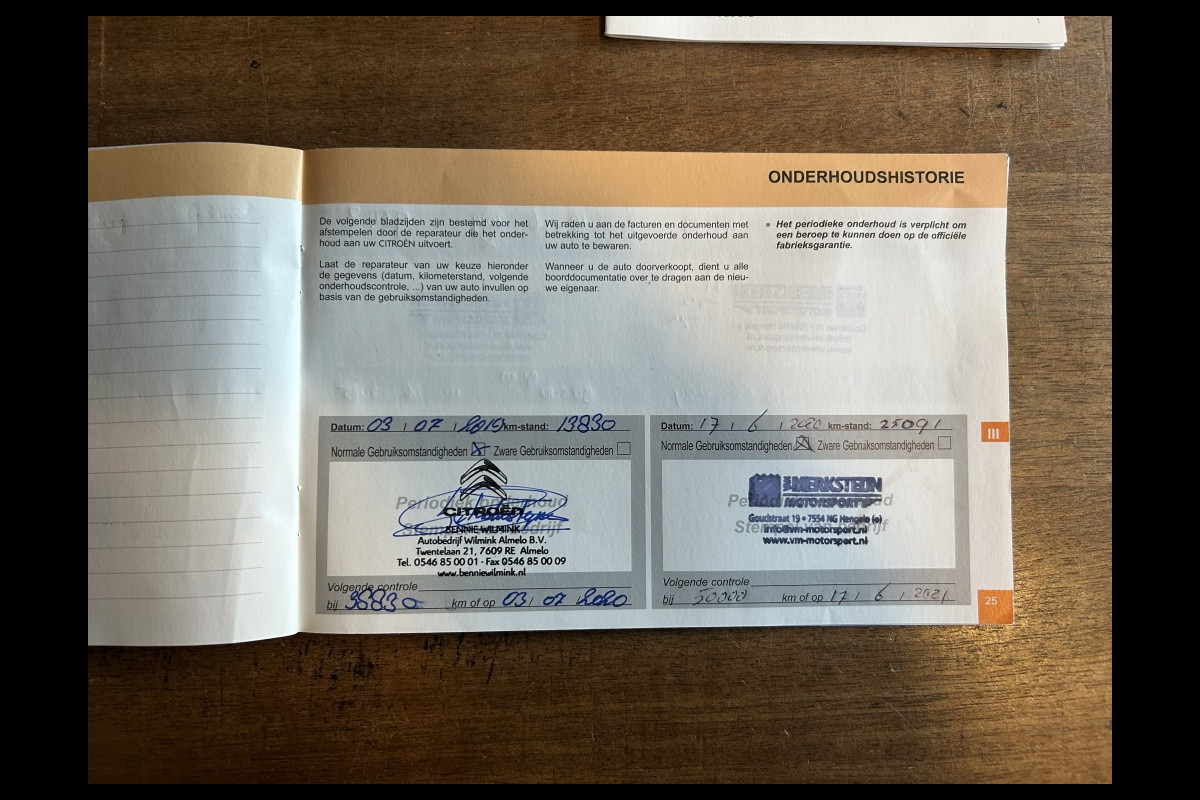 ONDERHOUDSHISTORIE
De volgende bladzijden zijn bestemd voor het
afstempelen door de reparateur die het onder-
houd aan uw CITROËN uitvoert.
Laat de reparateur van uw keuze hieronder
de gegevens (datum, kilometerstand, volgende
onderhoudscontrole, ...) van uw auto invullen op
basis van de gebruiksomstandigheden.
Wij raden u aan de facturen en documenten met
betrekking tot het uitgevoerde onderhoud aan
uw auto te bewaren.
Wanneer u de auto doorverkoopt, dient u alle
boorddocumentatie over te dragen aan de nieu-
we eigenaar.
• Het periodieke onderhoud is verplicht om
een beroep te kunnen doen op de officiële
fabrieksgarantie.
Datum: 03 / 07 / 2019 km-stand: 13830
Normale Gebruiksomstandigheden Zware Gebruiksomstandigheden
Periodiek onderhoud
CITROËN
BENNIE WILMINK
Autobedrijf Wilmink Almelo B.V.
Twentelaan 21, 7609 RE Almelo
Tel. 0546 85 00 01 - Fax 0546 85 00 09
www.benniewilmink.nl
Volgende controle
bij 38830 km of op 03 / 07 / 2020
Datum: 17 / 6 / 2020 km-stand: 25091
Normale Gebruiksomstandigheden Zware Gebruiksomstandigheden
MERKSTEIJN
MOTORSPORT
Goudstraat 19 • 7554 NG Hengelo (o)
info@vm-motorsport.nl
www.vm-motorsport.nl
Volgende controle
bij 50000 km of op 17 / 6 / 2021
III
25